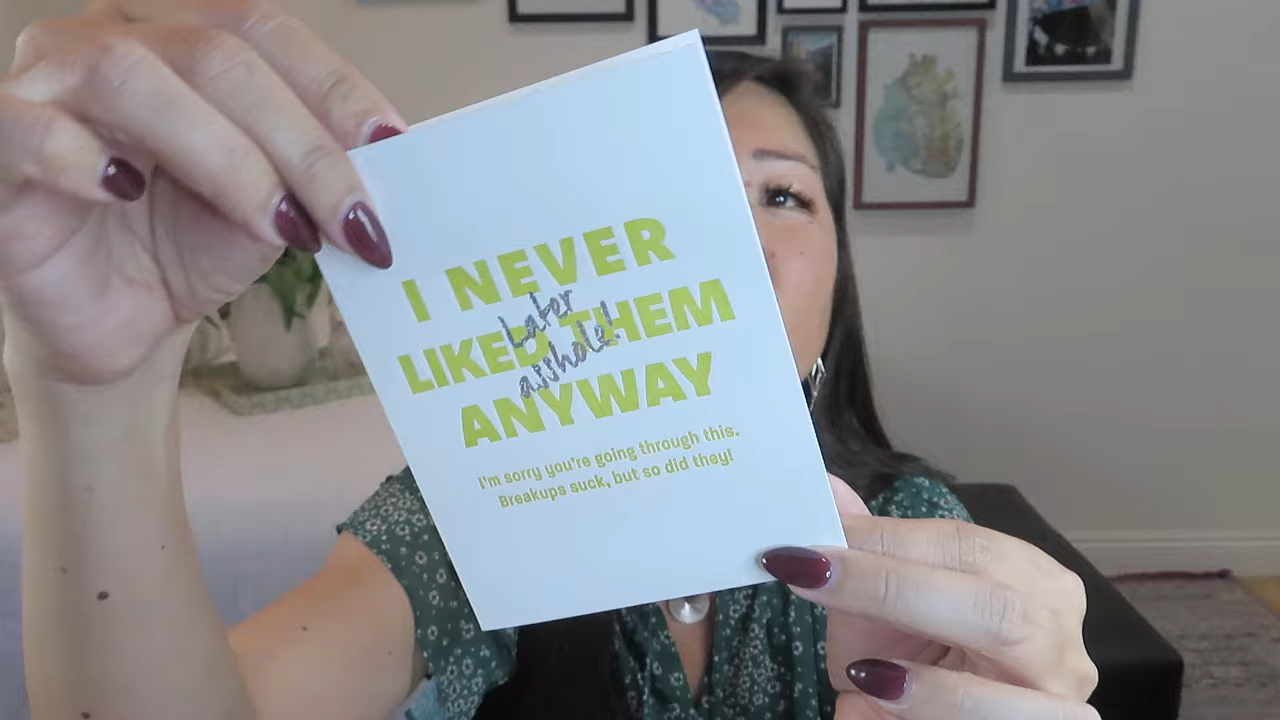 I NEVER
Later
LIKED THEM
asshole!
ANYWAY
I'm sorry you're going through this.
Breakups suck, but so did they!